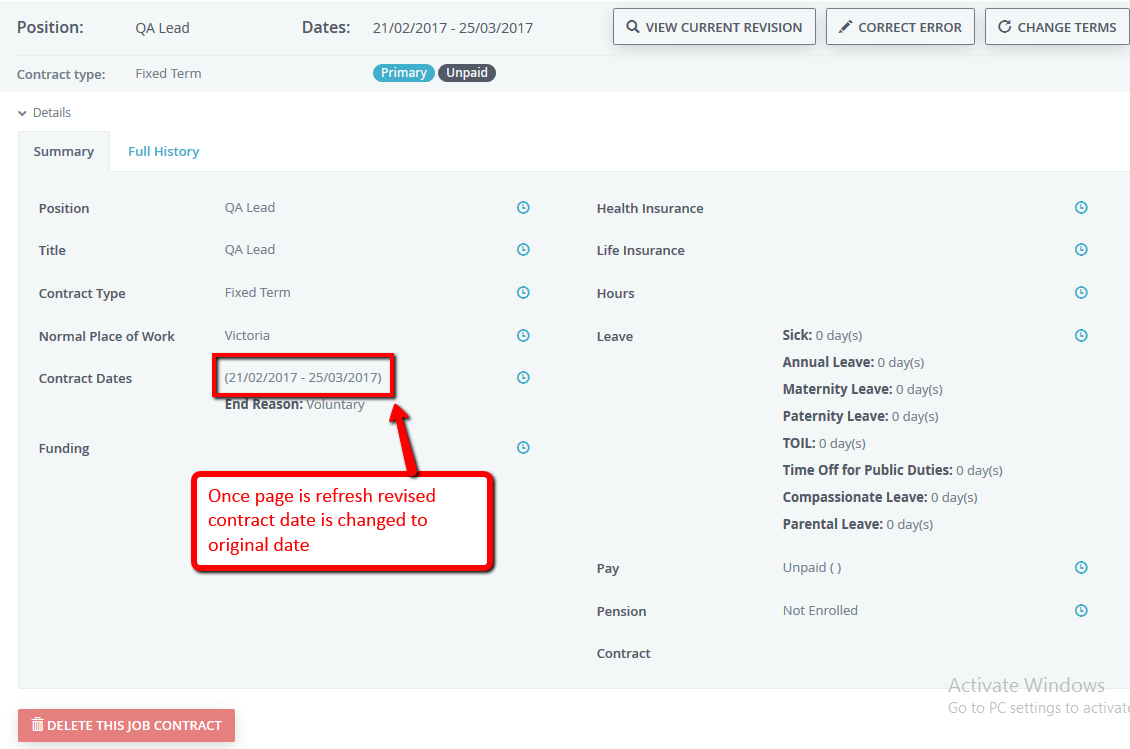 Position: QA Lead Dates: 21/02/2017 - 25/03/2017 VIEW CURRENT REVISION CORRECT ERROR CHANGE TERMS
Contract type: Fixed Term Primary Unpaid
Details
Summary Full History
Position QA Lead
Title QA Lead
Contract Type Fixed Term
Normal Place of Work Victoria
Contract Dates (21/02/2017 - 25/03/2017)
End Reason: Voluntary
Funding
Once page is refresh revised
contract date is changed to
original date
Health Insurance
Life Insurance
Hours
Leave Sick: 0 day(s)
Annual Leave: 0 day(s)
Maternity Leave: 0 day(s)
Paternity Leave: 0 day(s)
TOIL: 0 day(s)
Time Off for Public Duties: 0 day(s)
Compassionate Leave: 0 day(s)
Parental Leave: 0 day(s)
Pay Unpaid ( )
Pension Not Enrolled
Contract
Activate Windows
Go to PC settings to activate
DELETE THIS JOB CONTRACT